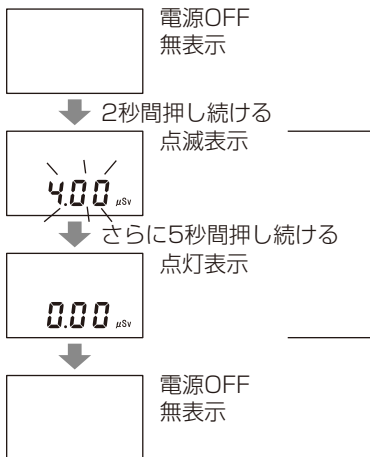 電源OFF
無表示
2秒間押し続ける
点滅表示
4.00 μSv
さらに5秒間押し続ける
点灯表示
0.00 μSv
電源OFF
無表示